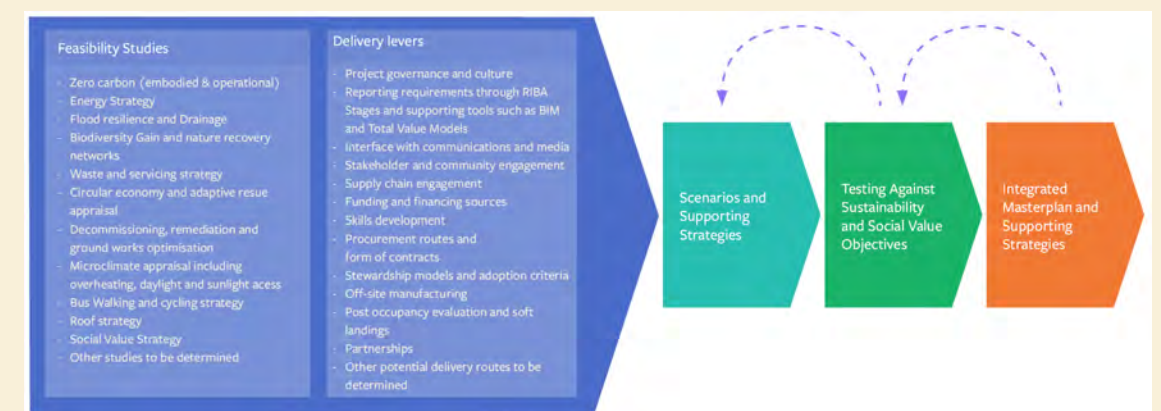 Feasibility Studies
- Zero carbon (embodied & operational)
- Energy Strategy
- Flood resilience and Drainage
- Biodiversity Gain and nature recovery
networks
- Waste and servicing strategy
- Circular economy and adaptive resue
appraisal
- Decommissioning, remediation and
ground works optimisation
- Microclimate appraisal including
overheating, daylight and sunlight acess
- Bus Walking and cycling strategy
- Roof strategy
- Social Value Strategy
- Other studies to be determined
Delivery levers
- Project governance and culture
- Reporting requirements through RIBA
Stages and supporting tools such as BIM
and Total Value Models
- Interface with communications and media
- Stakeholder and community engagement
- Supply chain engagement
- Funding and financing sources
- Skills development
- Procurement routes and
form of contracts
- Stewardship models and adoption criteria
- Off-site manufacturing
- Post occupancy evaluation and soft
landings
- Partnerships
- Other potential delivery routes to be
determined
Scenarios and
Supporting
Strategies
Testing Against
Sustainability
and Social Value
Objectives
Integrated
Masterplan and
Supporting
Strategies